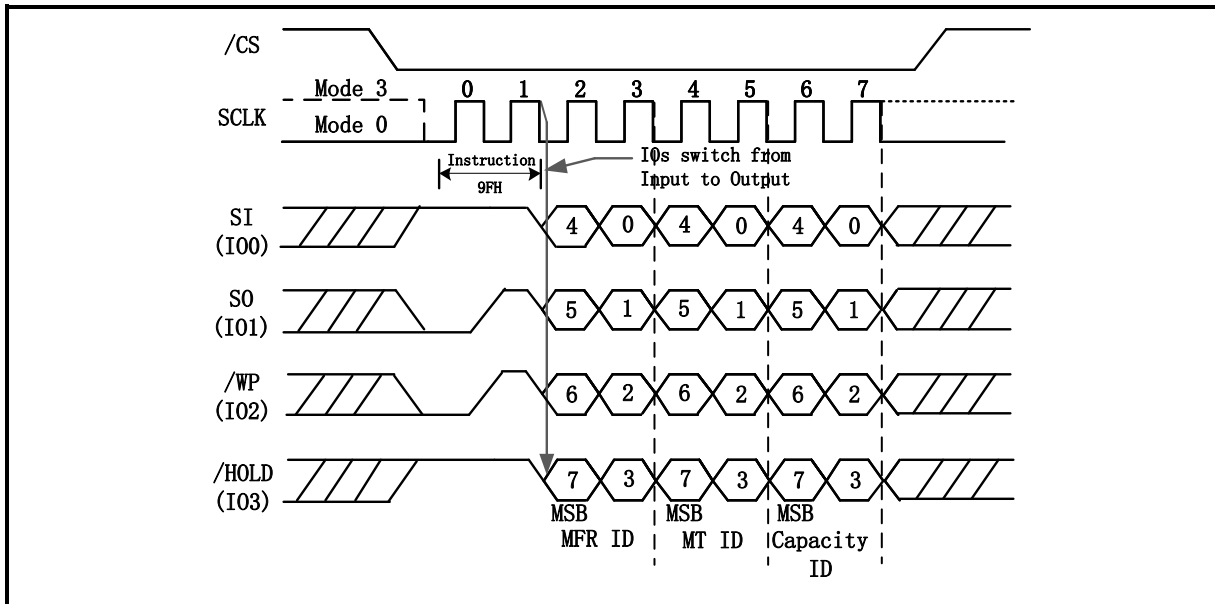 /CS
Mode 3
0 1 2 3 4 5 6 7
SCLK
Mode 0
Instruction
9FH
IOs switch from
Input to Output
SI
(IO0)
4 0 4 0 4 0
SO
(IO1)
5 1 5 1 5 1
/WP
(IO2)
6 2 6 2 6 2
/HOLD
(IO3)
7 3 7 3 7 3
MSB MSB MSB
MFR ID MT ID Capacity
ID